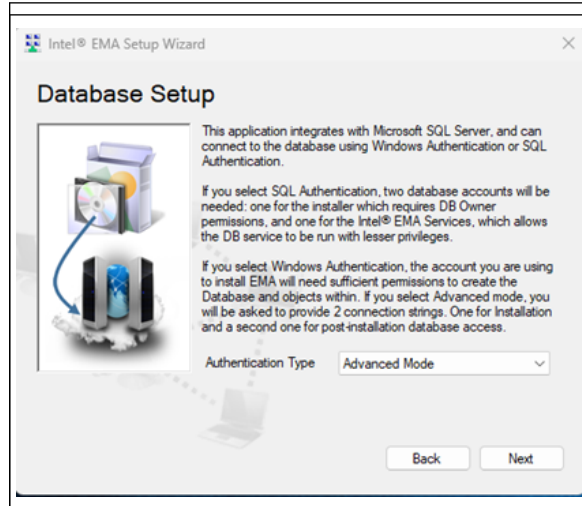 Intel® EMA Setup Wizard
Database Setup
This application integrates with Microsoft SQL Server, and can
connect to the database using Windows Authentication or SQL
Authentication.
If you select SQL Authentication, two database accounts will be
needed: one for the installer which requires DB Owner
permissions, and one for the Intel® EMA Services, which allows
the DB service to be run with lesser privileges.
If you select Windows Authentication, the account you are using
to install EMA will need sufficient permissions to create the
Database and objects within. If you select Advanced mode, you
will be asked to provide 2 connection strings. One for Installation
and a second one for post-installation database access.
Authentication Type Advanced Mode
Back Next